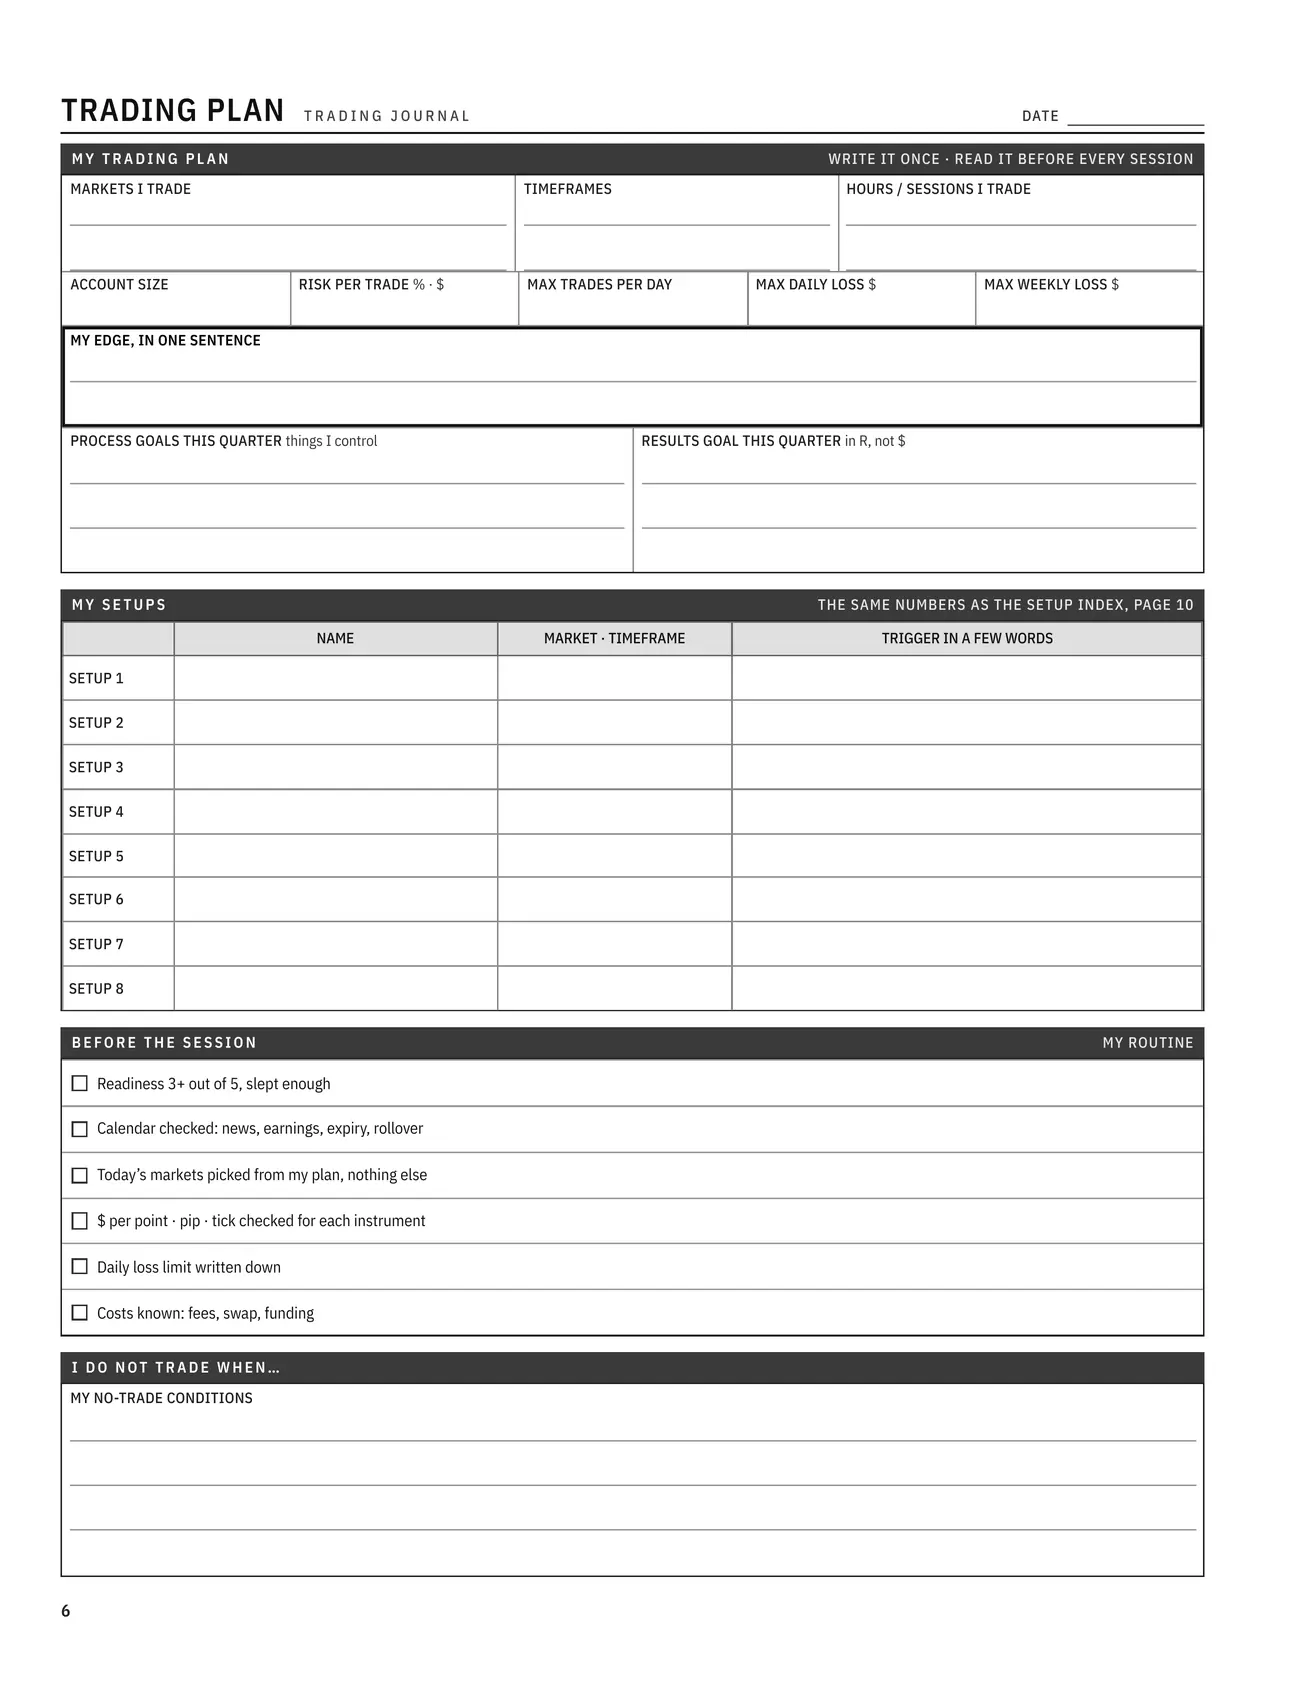 TRADING PLAN TRADING JOURNAL DATE
MY TRADING PLAN WRITE IT ONCE · READ IT BEFORE EVERY SESSION
MARKETS I TRADE TIMEFRAMES HOURS / SESSIONS I TRADE
ACCOUNT SIZE RISK PER TRADE % · $ MAX TRADES PER DAY MAX DAILY LOSS $ MAX WEEKLY LOSS $
MY EDGE, IN ONE SENTENCE
PROCESS GOALS THIS QUARTER things I control RESULTS GOAL THIS QUARTER in R, not $
MY SETUPS THE SAME NUMBERS AS THE SETUP INDEX, PAGE 10
NAME MARKET · TIMEFRAME TRIGGER IN A FEW WORDS
SETUP 1
SETUP 2
SETUP 3
SETUP 4
SETUP 5
SETUP 6
SETUP 7
SETUP 8
BEFORE THE SESSION MY ROUTINE
Readiness 3+ out of 5, slept enough
Calendar checked: news, earnings, expiry, rollover
Today’s markets picked from my plan, nothing else
$ per point · pip · tick checked for each instrument
Daily loss limit written down
Costs known: fees, swap, funding
I DO NOT TRADE WHEN…
MY NO-TRADE CONDITIONS
6